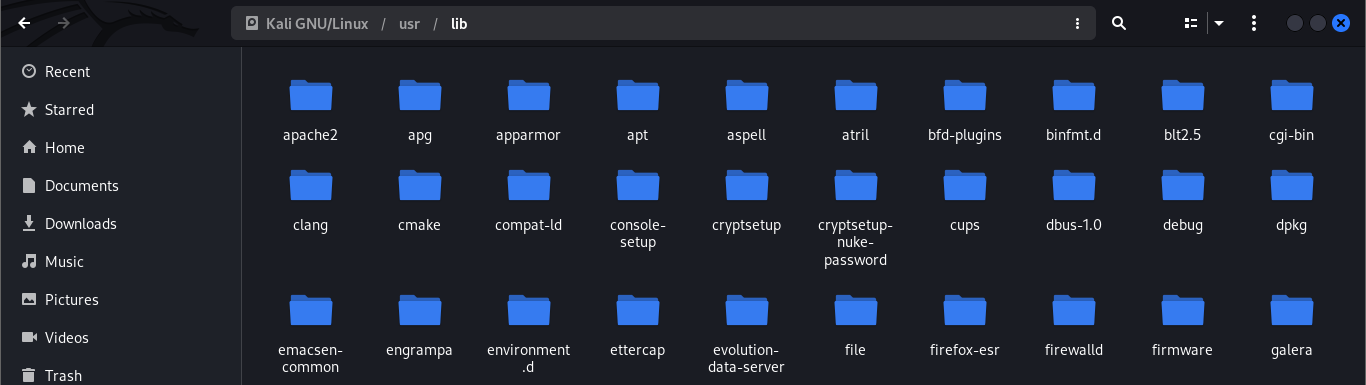 Kali GNU/Linux / usr / lib
Recent
Starred
Home
Documents
Downloads
Music
Pictures
Videos
Trash
apache2 apg apparmor apt aspell atril bfd-plugins binfmt.d blt2.5 cgi-bin
clang cmake compat-ld console-setup cryptsetup cryptsetup-nuke-password cups dbus-1.0 debug dpkg
emacsen-common engrampa environment.d ettercap evolution-data-server file firefox-esr firewalld firmware galera